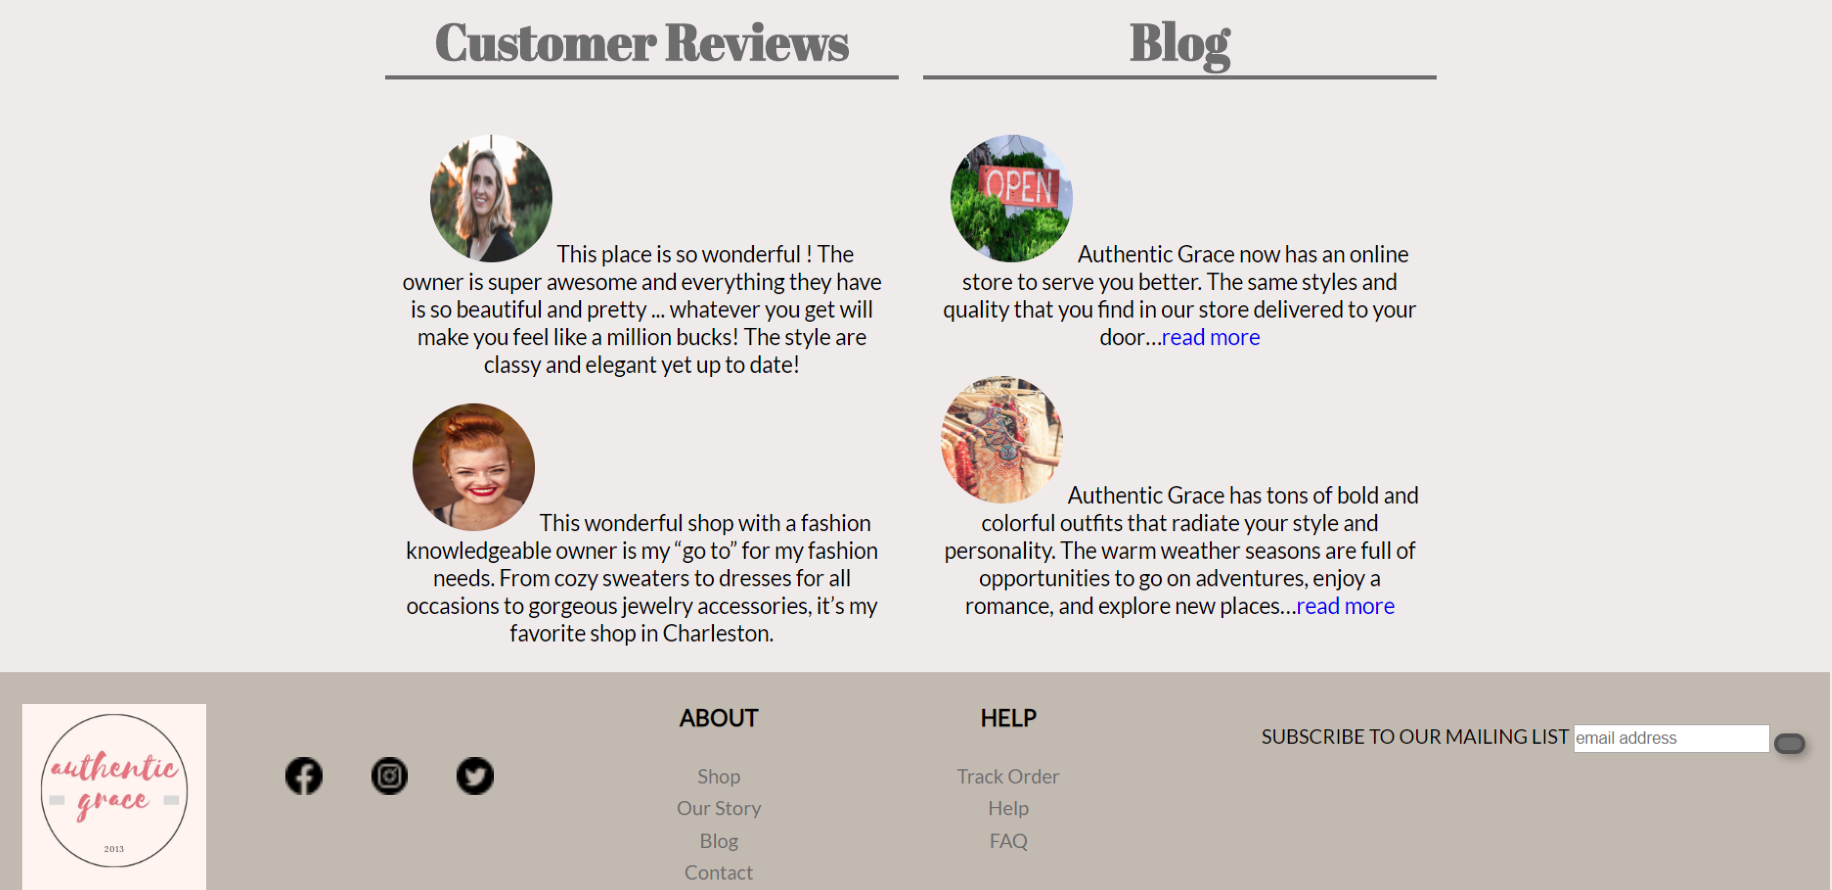 Customer Reviews
This place is so wonderful ! The
owner is super awesome and everything they have
is so beautiful and pretty ... whatever you get will
make you feel like a million bucks! The style are
classy and elegant yet up to date!
This wonderful shop with a fashion
knowledgeable owner is my “go to” for my fashion
needs. From cozy sweaters to dresses for all
occasions to gorgeous jewelry accessories, it’s my
favorite shop in Charleston.
Blog
OPEN
Authentic Grace now has an online
store to serve you better. The same styles and
quality that you find in our store delivered to your
door…read more
Authentic Grace has tons of bold and
colorful outfits that radiate your style and
personality. The warm weather seasons are full of
opportunities to go on adventures, enjoy a
romance, and explore new places…read more
authentic
grace
2013
ABOUT
Shop
Our Story
Blog
Contact
HELP
Track Order
Help
FAQ
SUBSCRIBE TO OUR MAILING LIST email address